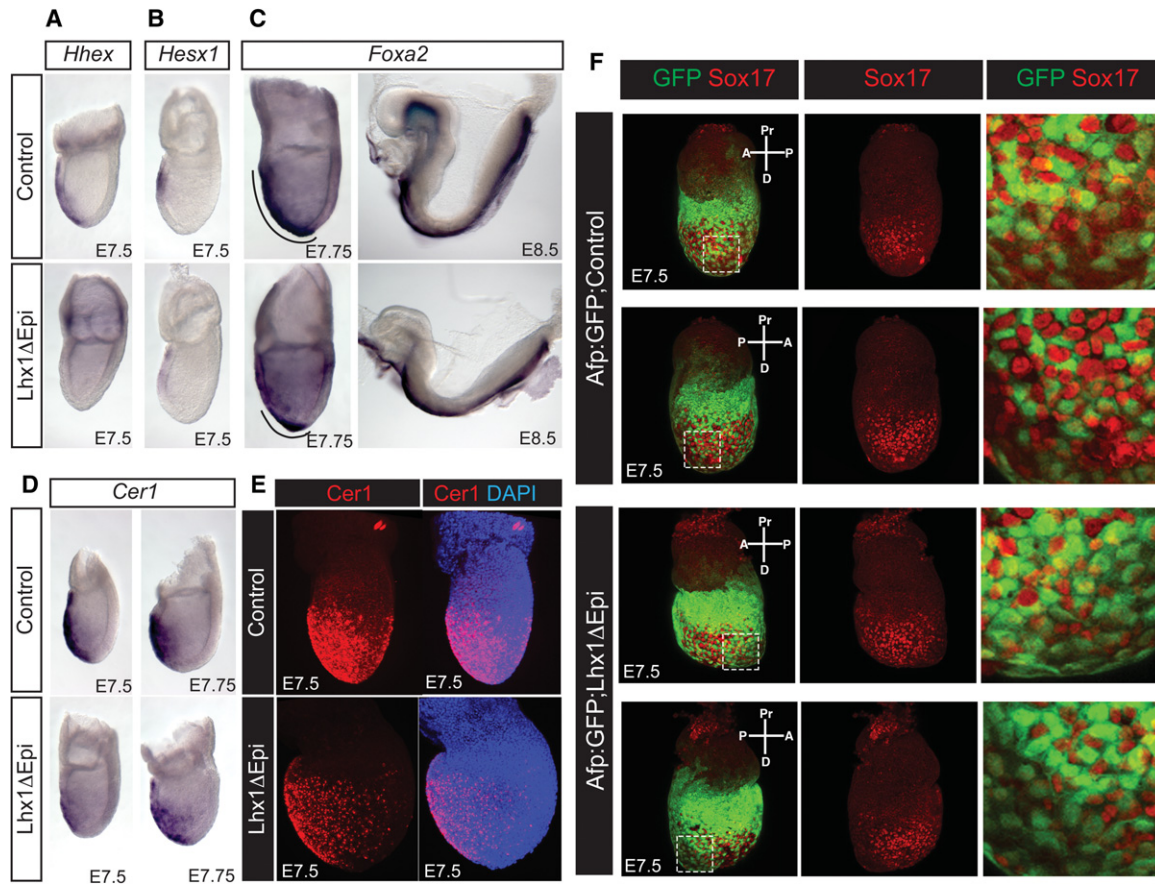 A
B
C
Hhex
Hesx1
Foxa2
Control
E7.5
E7.5
E7.75
E8.5
Lhx1ΔEpi
E7.5
E7.5
E7.75
E8.5
D
Cer1
Control
E7.5
E7.75
Lhx1ΔEpi
E7.5
E7.75
E
Cer1
Cer1 DAPI
Control
E7.5
Lhx1ΔEpi
E7.5
E7.5
F
GFP Sox17
Sox17
GFP Sox17
Afp:GFP;Control
Pr
A P
D
E7.5
Pr
P A
D
E7.5
Afp:GFP;Lhx1ΔEpi
Pr
A P
D
E7.5
Pr
P A
D
E7.5